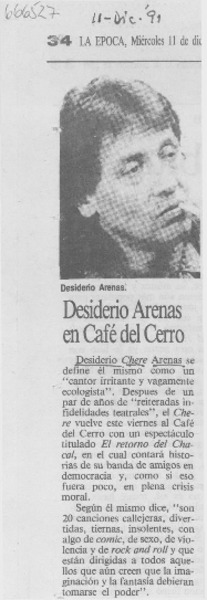 666527
11-Dic.'91
34 LA EPOCA, Miércoles 11 de dic
Desiderio Arenas.
Desiderio Arenas
en Café del Cerro
Desiderio Chere Arenas se
define él mismo como un
"cantor irritante y vagamente
ecologista". Despues de un
par de años de "reiteradas in-
fidelidades teatrales", el Che-
re vuelve este viernes al Café
del Cerro con un espectáculo
titulado El retorno del Cha-
cal, en el cual contará histo-
rias de su banda de amigos en
democracia y, como si eso
fuera poco, en plena crisis
moral.
Según él mismo dice, "son
20 canciones callejeras, diver-
tidas, tiernas, insolentes, con
algo de comic, de sexo, de vio-
lencia y de rock and roll y que
están dirigidas a todos aque-
llos que aún creen que la ima-
ginación y la fantasía debieran
tomarse el poder".